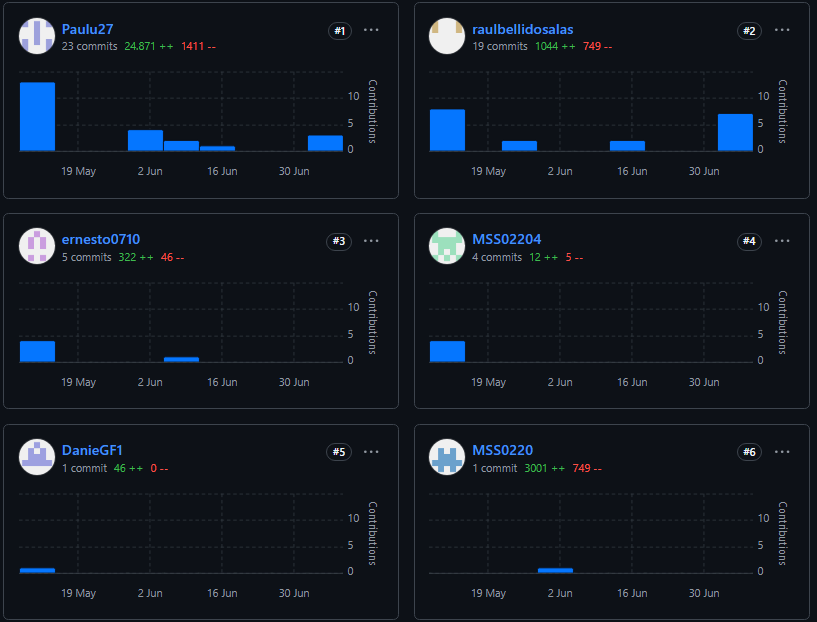 Paulu27 #1 ···
23 commits 24.871 ++ 1411 --
10
5
0
Contributions
19 May 2 Jun 16 Jun 30 Jun
raulbellidosalas #2 ···
19 commits 1044 ++ 749 --
10
5
0
Contributions
19 May 2 Jun 16 Jun 30 Jun
ernesto0710 #3 ···
5 commits 322 ++ 46 --
10
5
0
Contributions
19 May 2 Jun 16 Jun 30 Jun
MSS02204 #4 ···
4 commits 12 ++ 5 --
10
5
0
Contributions
19 May 2 Jun 16 Jun 30 Jun
DanieGF1 #5 ···
1 commit 46 ++ 0 --
10
5
0
Contributions
19 May 2 Jun 16 Jun 30 Jun
MSS0220 #6 ···
1 commit 3001 ++ 749 --
10
5
0
Contributions
19 May 2 Jun 16 Jun 30 Jun